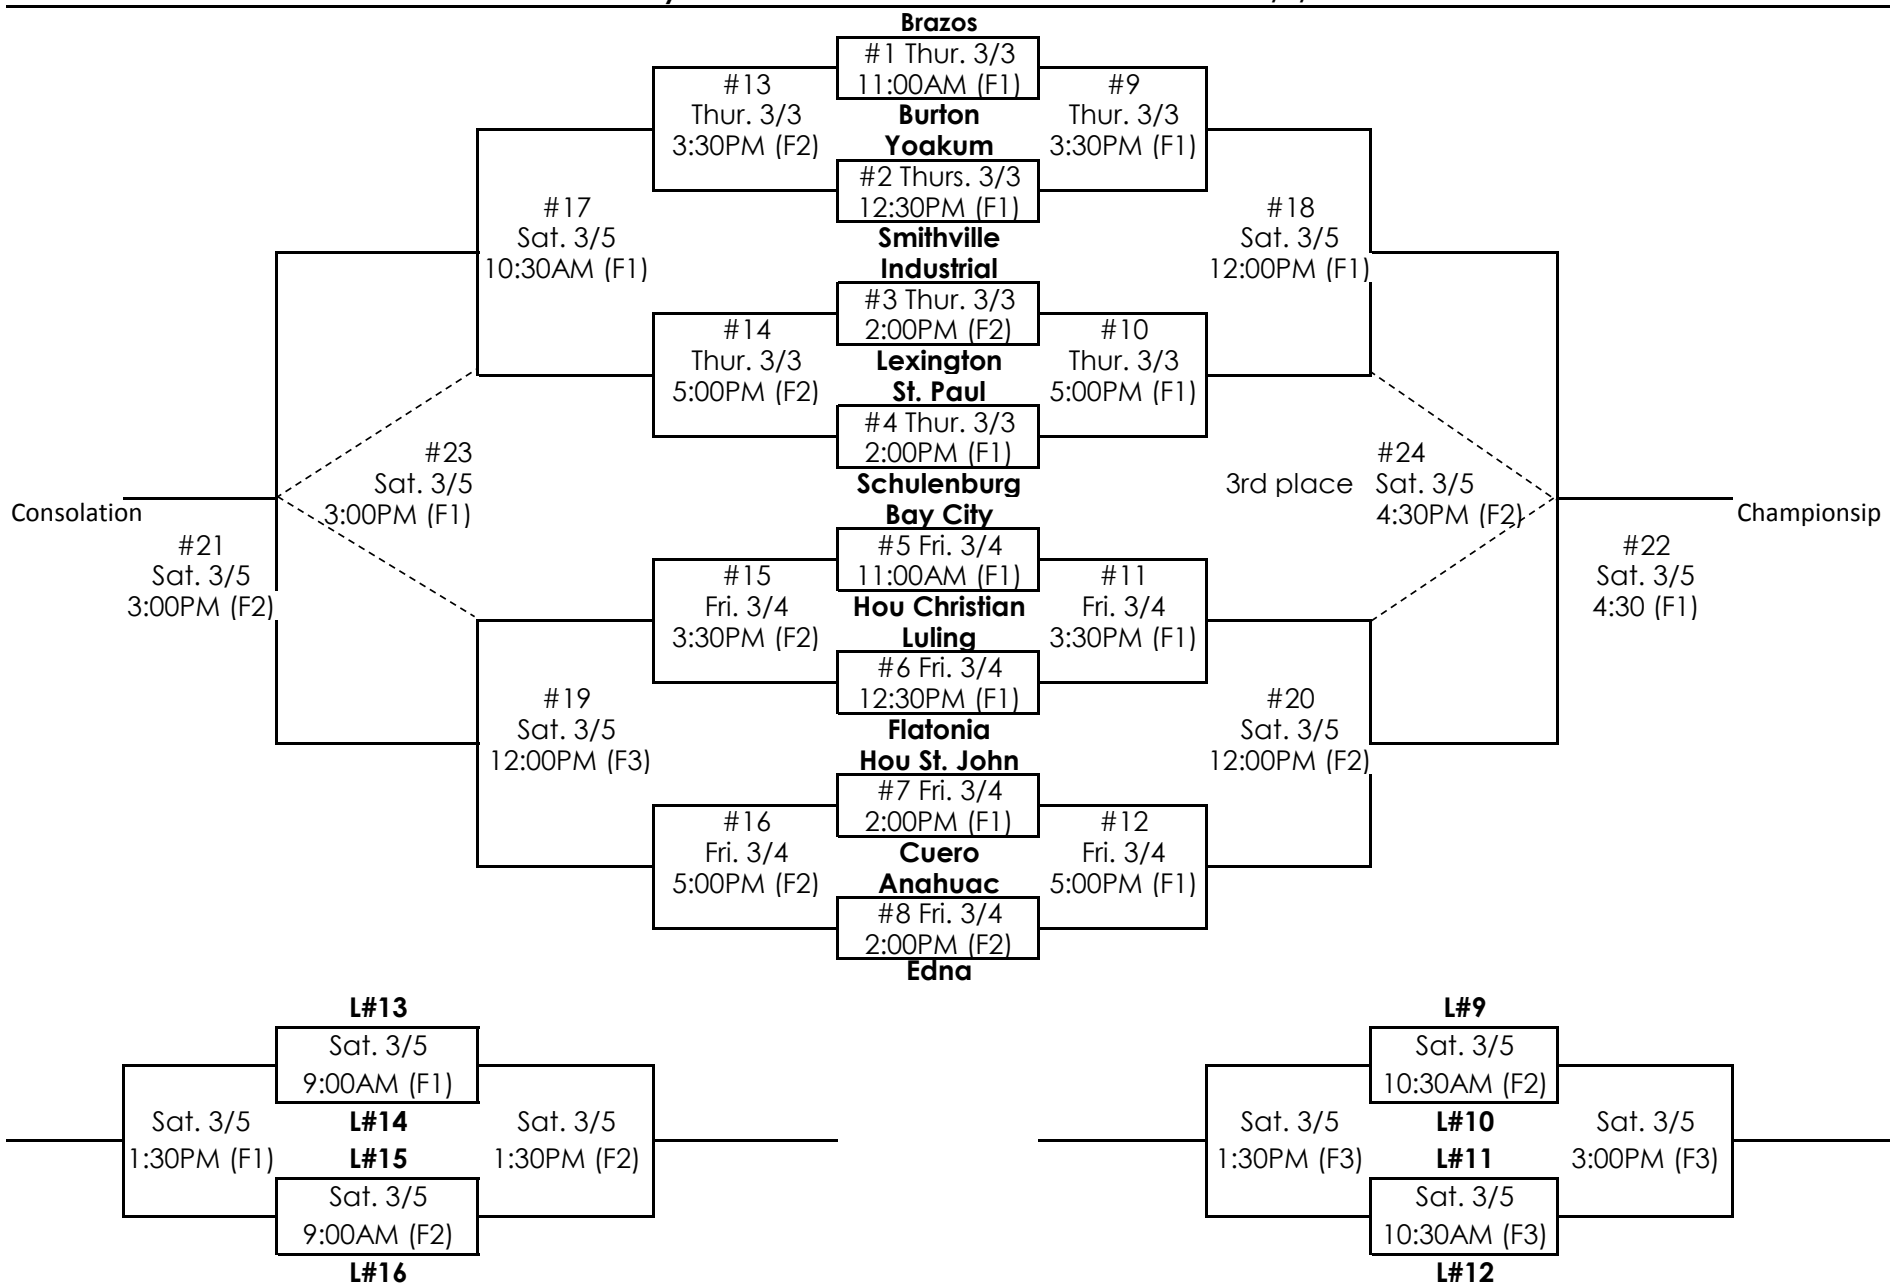 Brazos
#1 Thur. 3/3
11:00AM (F1)
#13
Thur. 3/3
3:30PM (F2)
#9
Thur. 3/3
3:30PM (F1)
Burton
Yoakum
#2 Thurs. 3/3
12:30PM (F1)
#17
Sat. 3/5
10:30AM (F1)
#18
Sat. 3/5
12:00PM (F1)
Smithville
Industrial
#3 Thur. 3/3
2:00PM (F2)
#14
Thur. 3/3
5:00PM (F2)
#10
Thur. 3/3
5:00PM (F1)
Lexington
St. Paul
#4 Thur. 3/3
2:00PM (F1)
#23
Sat. 3/5
3:00PM (F1)
3rd place
#24
Sat. 3/5
4:30PM (F2)
Schulenburg
Bay City
Consolation
Championsip
#21
Sat. 3/5
3:00PM (F2)
#5 Fri. 3/4
11:00AM (F1)
#22
Sat. 3/5
4:30 (F1)
#15
Fri. 3/4
3:30PM (F2)
#11
Fri. 3/4
3:30PM (F1)
Hou Christian
Luling
#6 Fri. 3/4
12:30PM (F1)
#19
Sat. 3/5
12:00PM (F3)
#20
Sat. 3/5
12:00PM (F2)
Flatonia
Hou St. John
#7 Fri. 3/4
2:00PM (F1)
#16
Fri. 3/4
5:00PM (F2)
#12
Fri. 3/4
5:00PM (F1)
Cuero
Anahuac
#8 Fri. 3/4
2:00PM (F2)
Edna
L#13
Sat. 3/5
9:00AM (F1)
L#14
Sat. 3/5
1:30PM (F1)
Sat. 3/5
1:30PM (F2)
L#15
Sat. 3/5
9:00AM (F2)
L#16
L#9
Sat. 3/5
10:30AM (F2)
L#10
Sat. 3/5
1:30PM (F3)
Sat. 3/5
3:00PM (F3)
L#11
Sat. 3/5
10:30AM (F3)
L#12